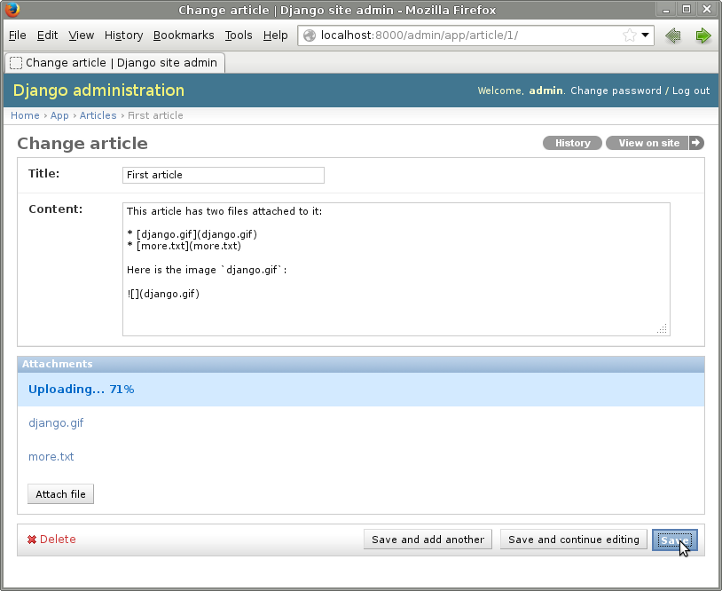 Change article | Django site admin - Mozilla Firefox
File Edit View History Bookmarks Tools Help localhost:8000/admin/app/article/1/
Change article | Django site admin
Django administration Welcome, admin. Change password / Log out
Home › App › Articles › First article
Change article History View on site
Title: First article
Content: This article has two files attached to it:
* [django.gif](django.gif)
* [more.txt](more.txt)
Here is the image `django.gif`:
![](django.gif)
Attachments
Uploading... 71%
django.gif
more.txt
Attach file
Delete Save and add another Save and continue editing Save